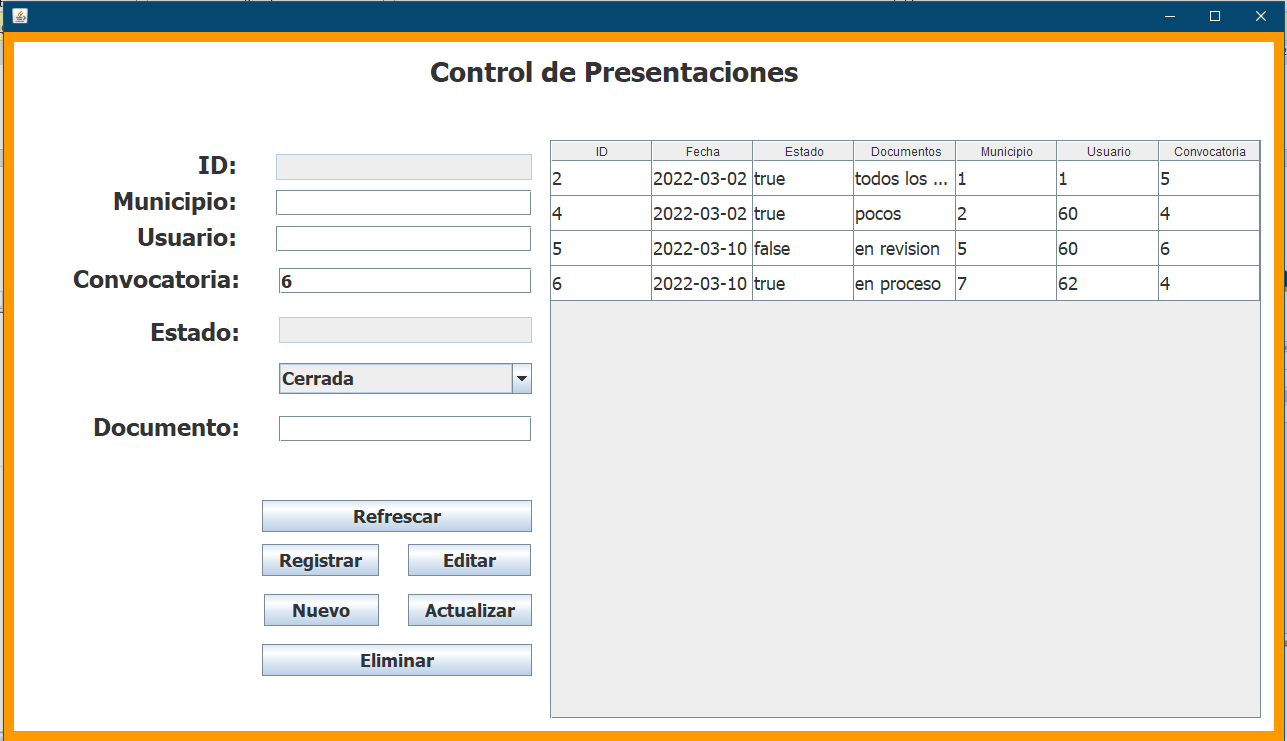 Control de Presentaciones
ID:
Municipio:
Usuario:
Convocatoria: 6
Estado:
Cerrada
Documento:
Refrescar
Registrar Editar
Nuevo Actualizar
Eliminar
ID Fecha Estado Documentos Municipio Usuario Convocatoria
2 2022-03-02 true todos los ... 1 1 5
4 2022-03-02 true pocos 2 60 4
5 2022-03-10 false en revision 5 60 6
6 2022-03-10 true en proceso 7 62 4